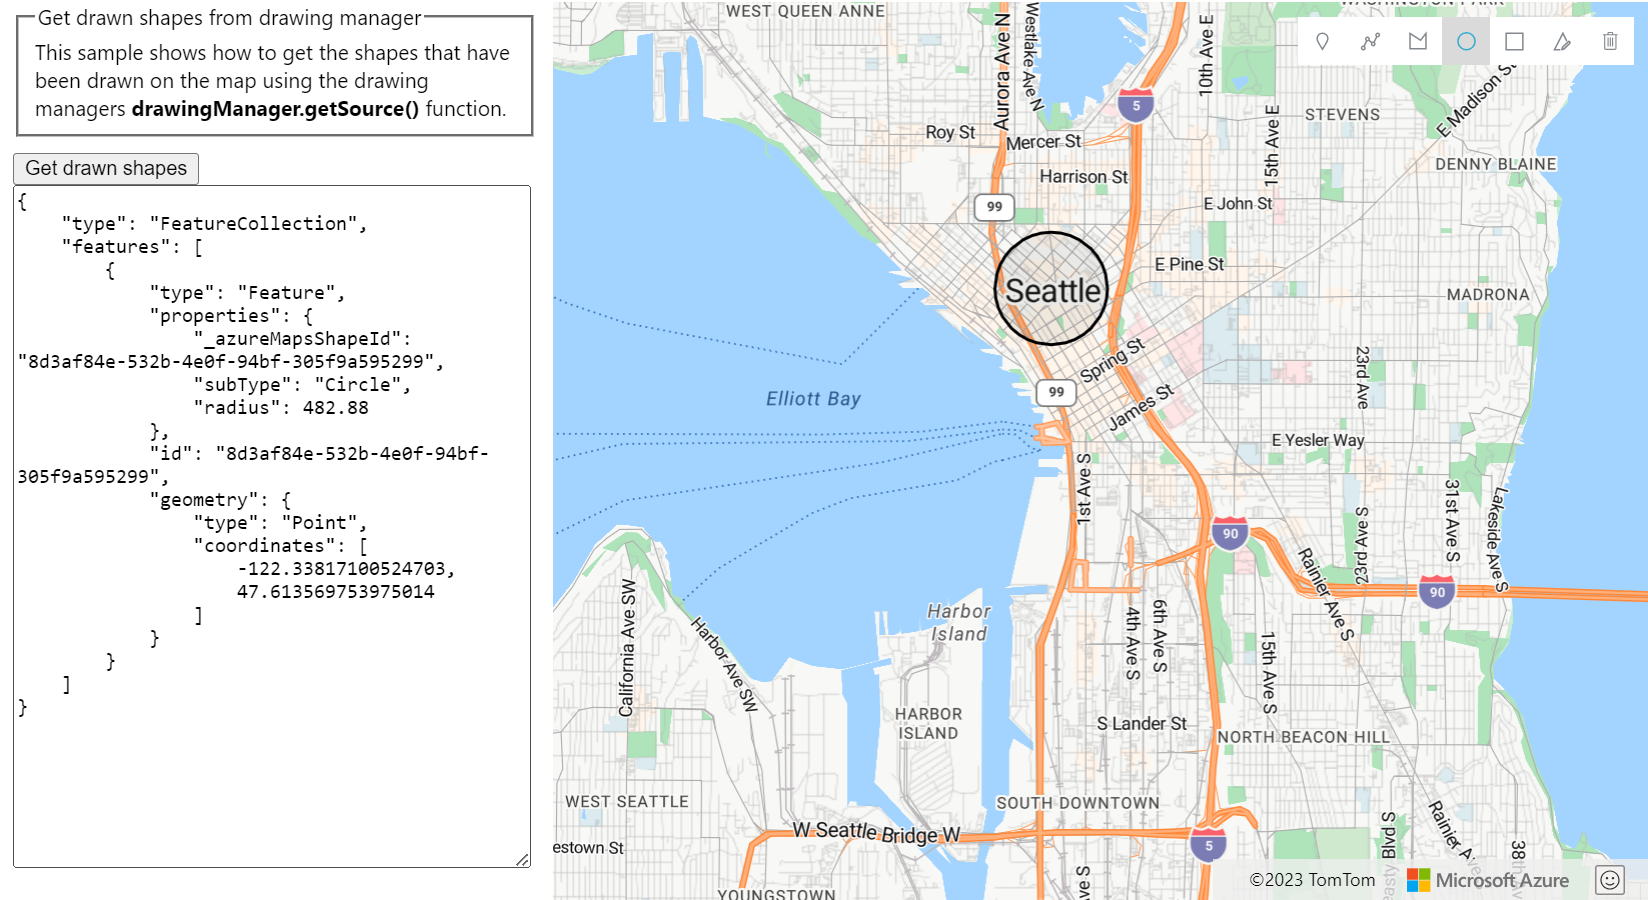 Get drawn shapes from drawing manager
This sample shows how to get the shapes that have
been drawn on the map using the drawing
managers drawingManager.getSource() function.
Get drawn shapes
{
    "type": "FeatureCollection",
    "features": [
        {
            "type": "Feature",
            "properties": {
                "_azureMapsShapeId":
"8d3af84e-532b-4e0f-94bf-305f9a595299",
                "subType": "Circle",
                "radius": 482.88
            },
            "id": "8d3af84e-532b-4e0f-94bf-
305f9a595299",
            "geometry": {
                "type": "Point",
                "coordinates": [
                    -122.33817100524703,
                    47.613569753975014
                ]
            }
        }
    ]
}
WEST QUEEN ANNE
WASHINGTON PARK
Aurora Ave N
Westlake Ave N
10th Ave E
5
STEVENS
E Madison St
Roy St
Mercer St
15th Ave E
DENNY BLAINE
Harrison St
99
E John St
E Pine St
Seattle
MADRONA
Spring St
23rd Ave
99
Elliott Bay
James St
E Yesler Way
1st Ave S
31st Ave S
Lakeside Ave S
23rd Ave S
90
Rainier Ave S
90
California Ave SW
Harbor Ave SW
Harbor
Island
4th Ave S
6th Ave S
15th Ave S
HARBOR
ISLAND
S Lander St
NORTH BEACON HILL
WEST SEATTLE
SOUTH DOWNTOWN
W Seattle Bridge W
5
Rainier A
Blvd S
38
estown St
YOUNGSTOWN
ve S
©2023 TomTom
Microsoft Azure